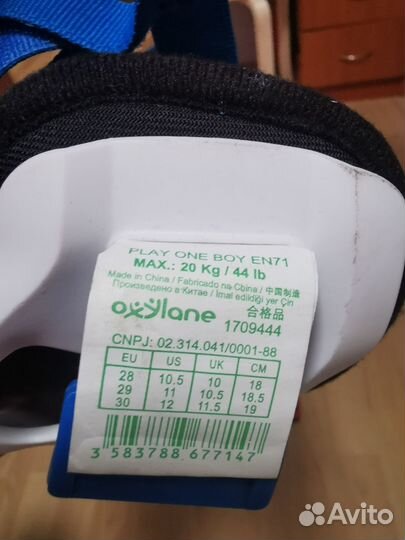 PLAY ONE BOY EN71
MAX.: 20 Kg / 44 lb
Made in China / Fabricado na China / 中国制造
Произведено в Китае / İmal edildiği yer Çin
oxylane 合格品
1709444
CNPJ: 02.314.041/0001-88
EU US UK CM
28 10.5 10 18
29 11 10.5 18.5
30 12 11.5 19
3 583788 677147
Avito